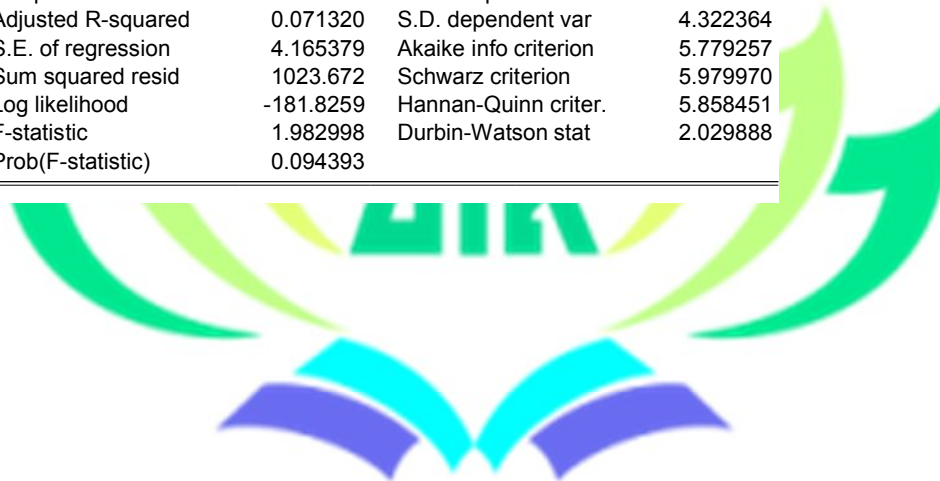 Adjusted R-squared 0.071320 S.D. dependent var 4.322364
S.E. of regression 4.165379 Akaike info criterion 5.779257
Sum squared resid 1023.672 Schwarz criterion 5.979970
Log likelihood -181.8259 Hannan-Quinn criter. 5.858451
F-statistic 1.982998 Durbin-Watson stat 2.029888
Prob(F-statistic) 0.094393